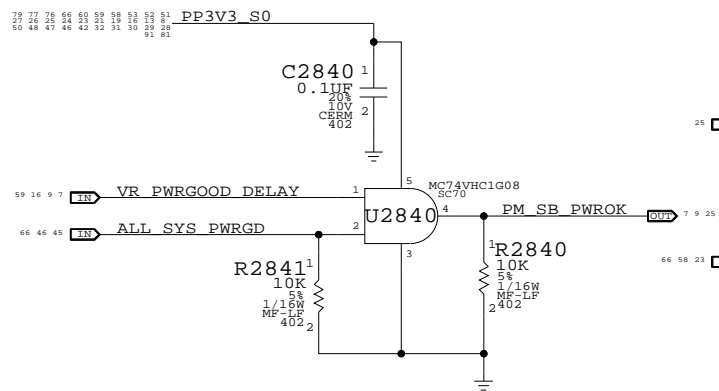 79 77 76 66 60 59 58 53 52 51
27 26 25 24 23 21 19 16 13 8
50 48 47 46 42 32 31 30 29 28
91 81
PP3V3_S0
C2840 1
0.1UF
20%
10V
CERM
402
2
25
5
MC74VHC1G08
SC70
59 16 9 7 IN VR_PWRGOOD_DELAY 1
U2840
4 PM_SB_PWROK OUT 7 9 25
66 46 45 IN ALL_SYS_PWRGD 2
3
R2841 1
10K
5%
1/16W
MF-LF
402
2
1 R2840
10K
5%
1/16W
MF-LF
402
2
66 58 23